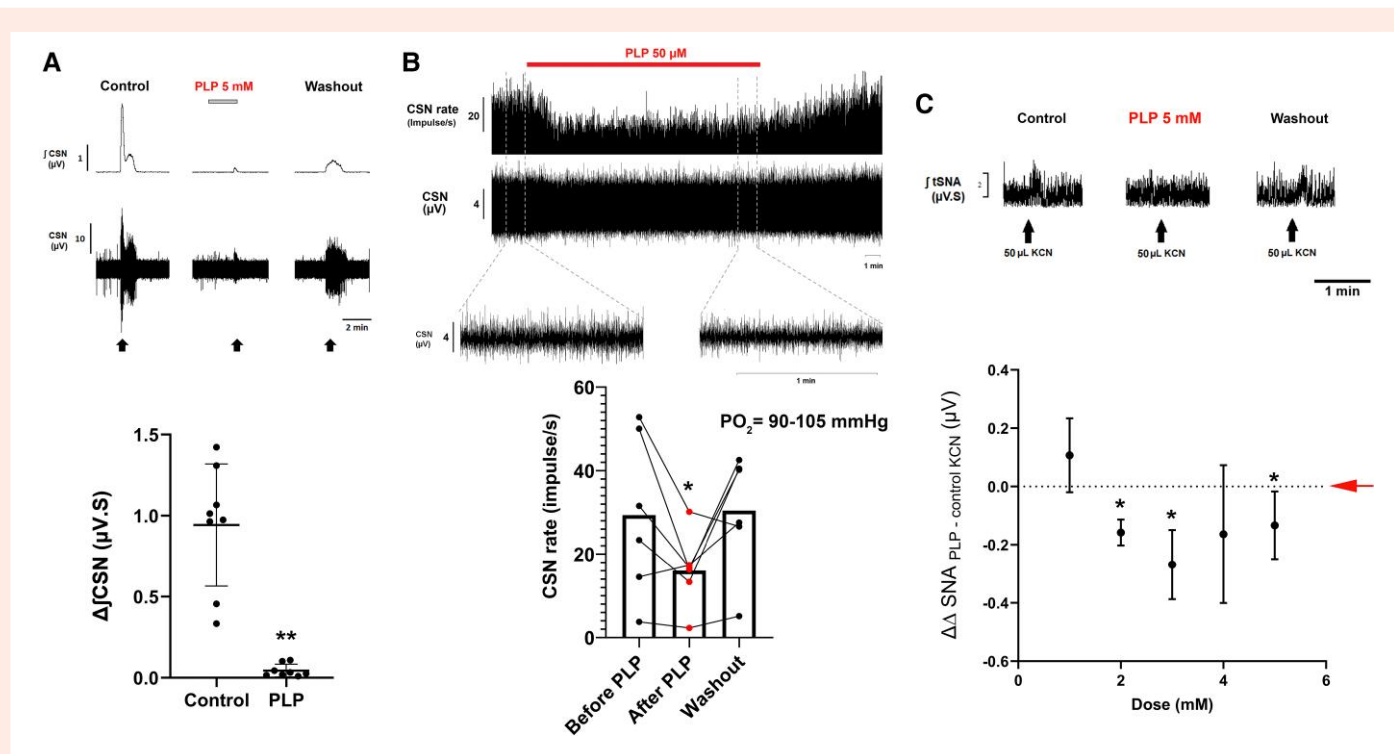 A
Control
PLP 5 mM
Washout
∫ CSN
(µV)
1
CSN
(µV)
10
2 min
1.5
1.0
0.5
0.0
Δ∫CSN (µV.S)
**
Control
PLP
B
PLP 50 µM
CSN rate
(Impulse/s)
20
CSN
(µV)
4
1 min
CSN
(µV)
4
1 min
60
40
20
0
CSN rate (impulse/s)
PO2= 90-105 mmHg
*
Before PLP
After PLP
Washout
C
Control
PLP 5 mM
Washout
∫ tSNA
(µV.S)
2
50 µL KCN
50 µL KCN
50 µL KCN
1 min
0.4
0.2
0.0
-0.2
-0.4
-0.6
ΔΔ SNA PLP - control KCN (µV)
*
*
*
0
2
4
6
Dose (mM)